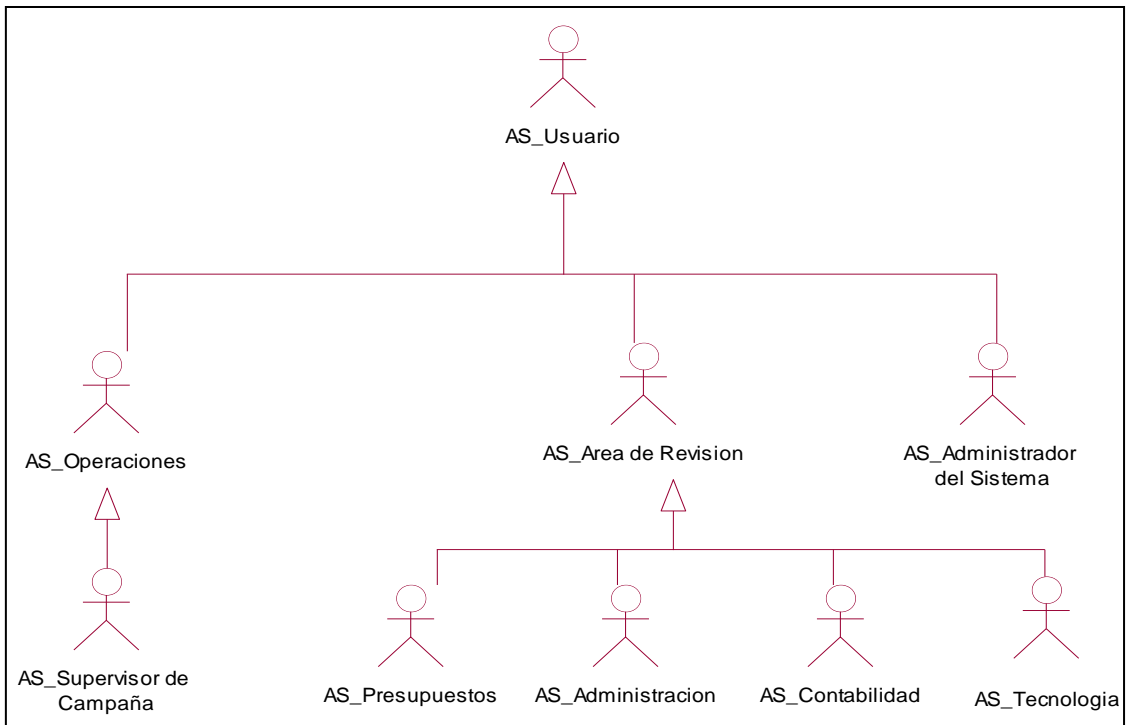 AS_Usuario
AS_Operaciones
AS_Area de Revision
AS_Administrador
del Sistema
AS_Supervisor de
Campaña
AS_Presupuestos
AS_Administracion
AS_Contabilidad
AS_Tecnologia